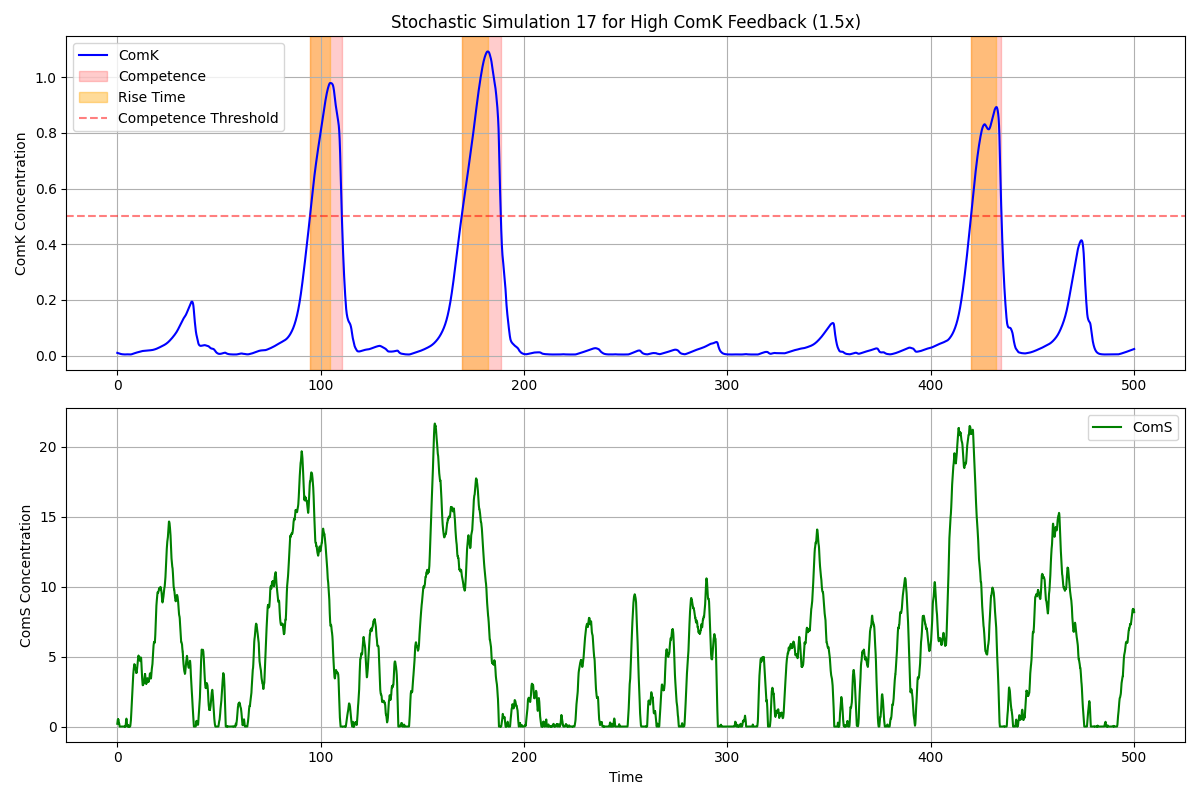 Stochastic Simulation 17 for High ComK Feedback (1.5x)
ComK
Competence
Rise Time
Competence Threshold
ComK Concentration
1.0
0.8
0.6
0.4
0.2
0.0
0 100 200 300 400 500
ComS
ComS Concentration
20
15
10
5
0
0 100 200 300 400 500
Time